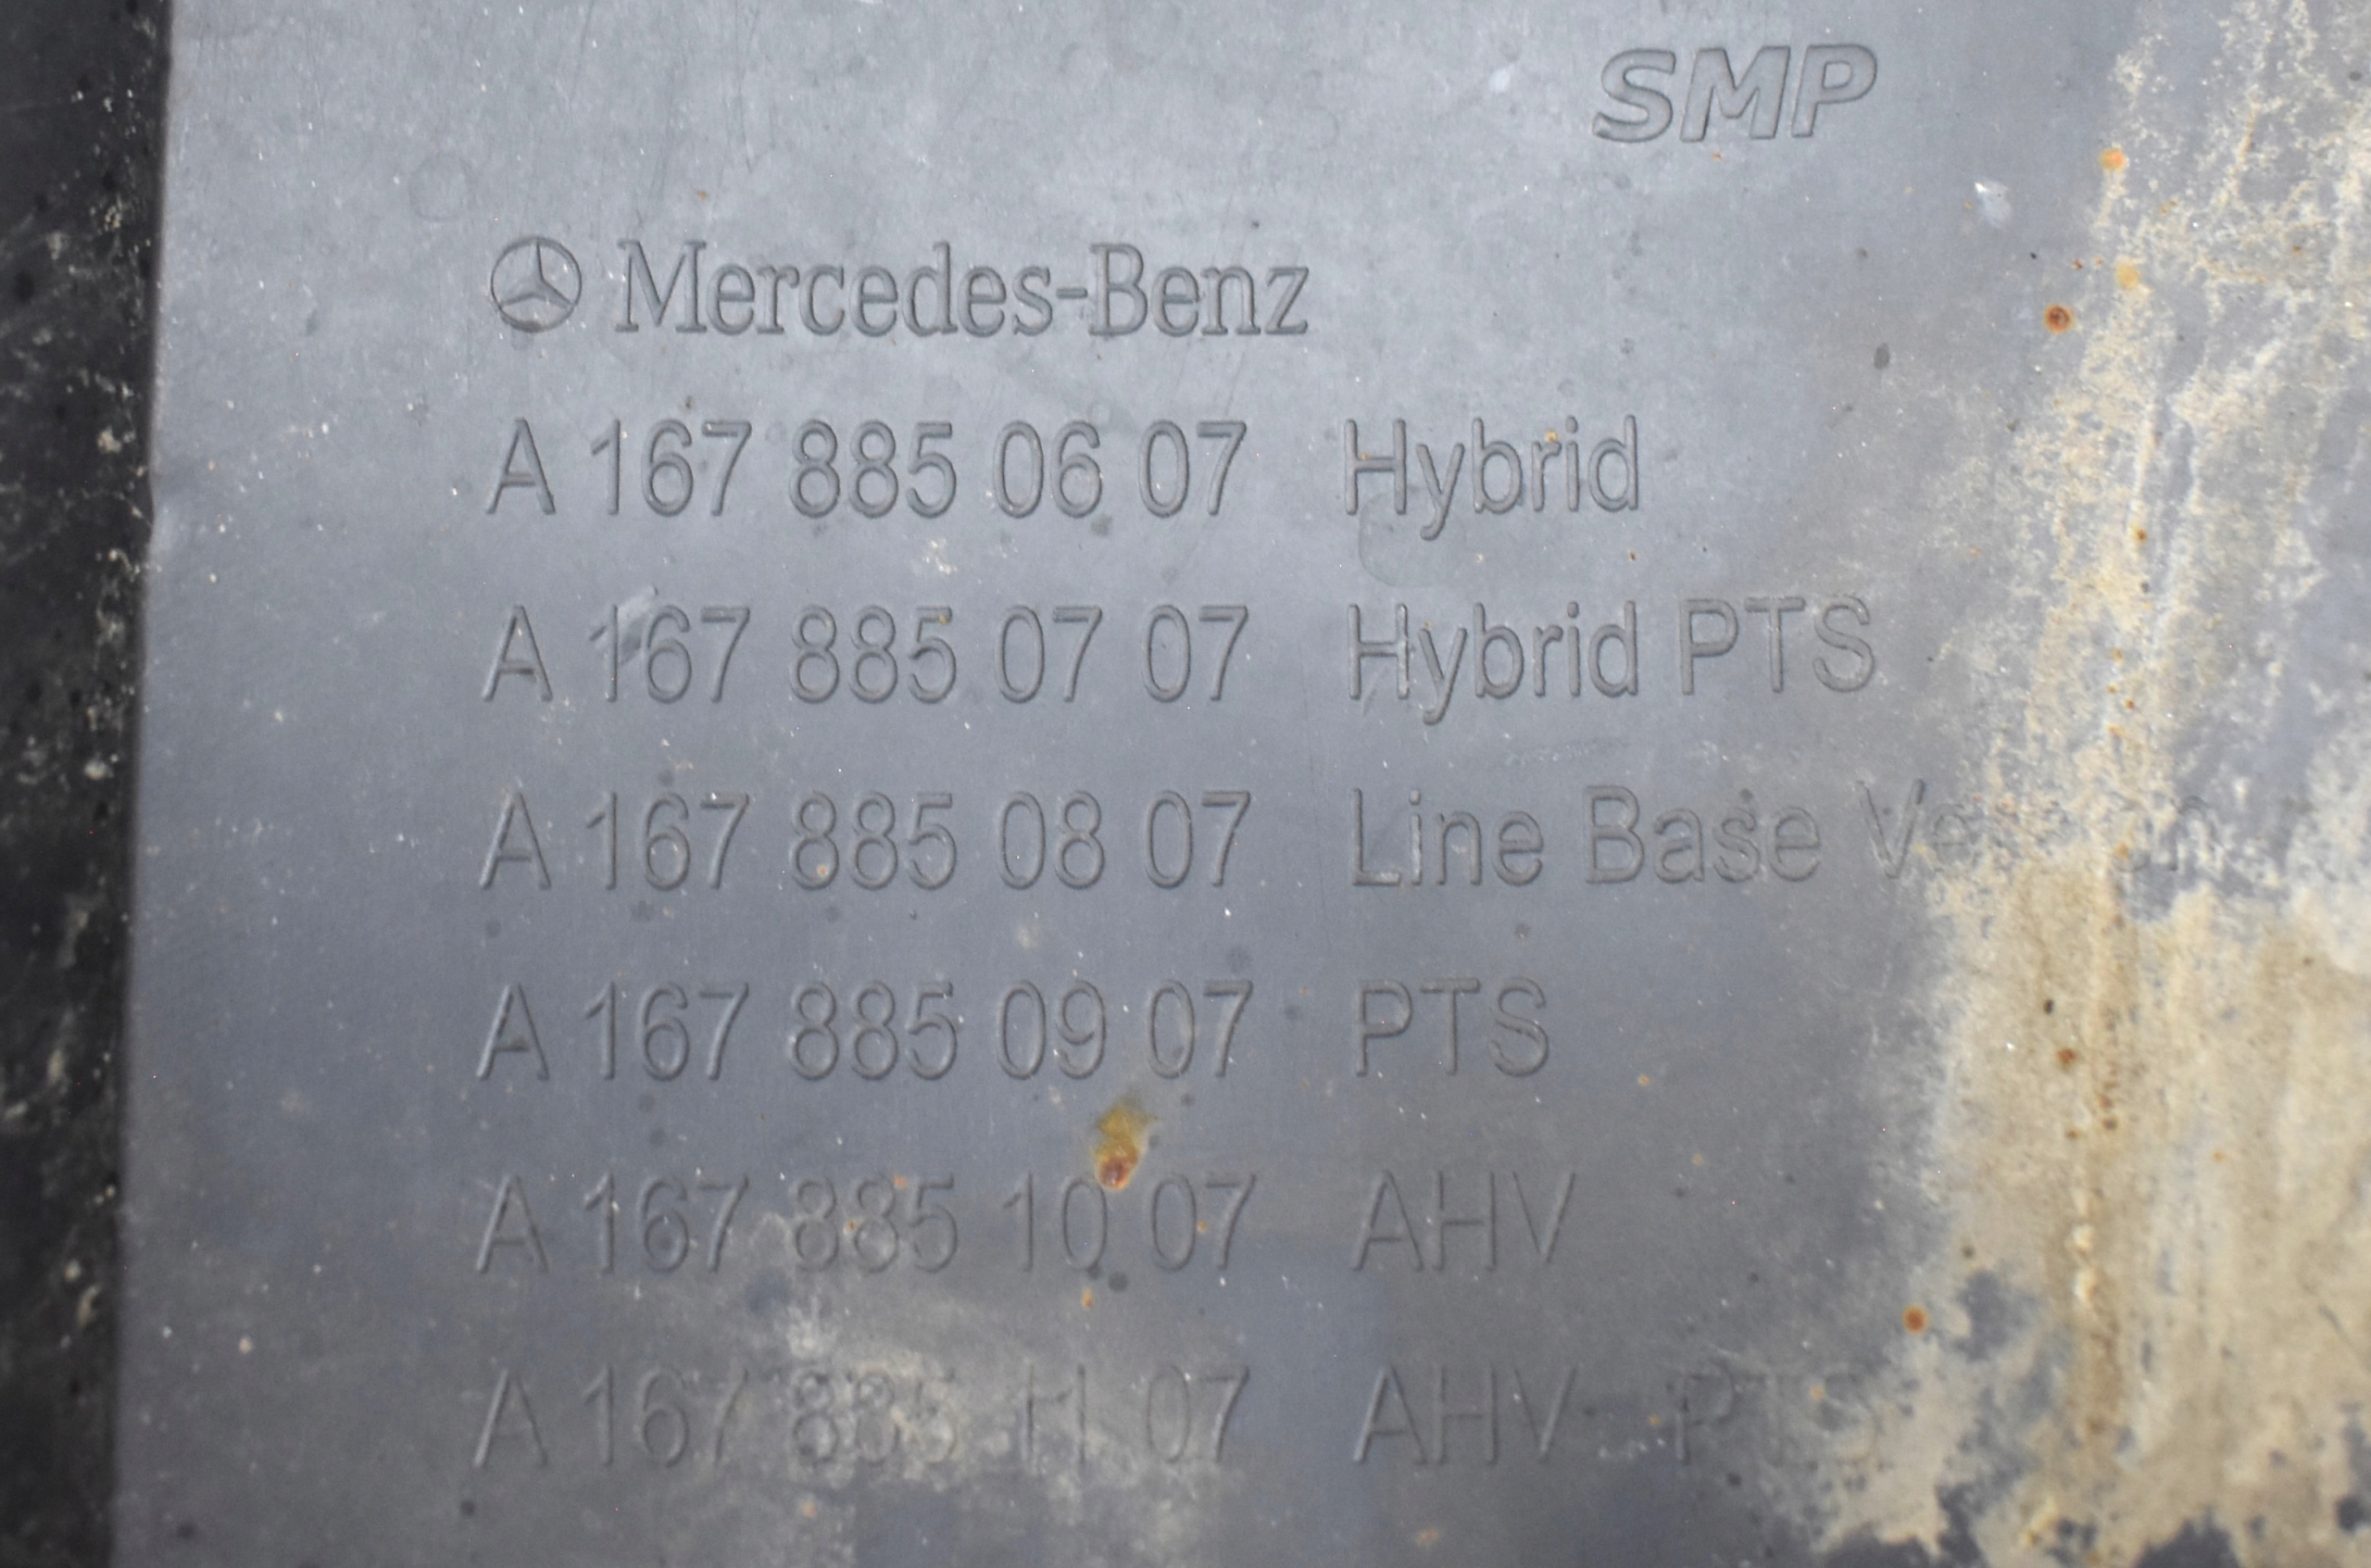 SMP
Mercedes-Benz
A 167 885 06 07 Hybrid
A 167 885 07 07 Hybrid PTS
A 167 885 08 07 Line Base
A 167 885 09 07 PTS
A 167 885 10 07 AHV
A 167 885 11 07 AHV - PTS